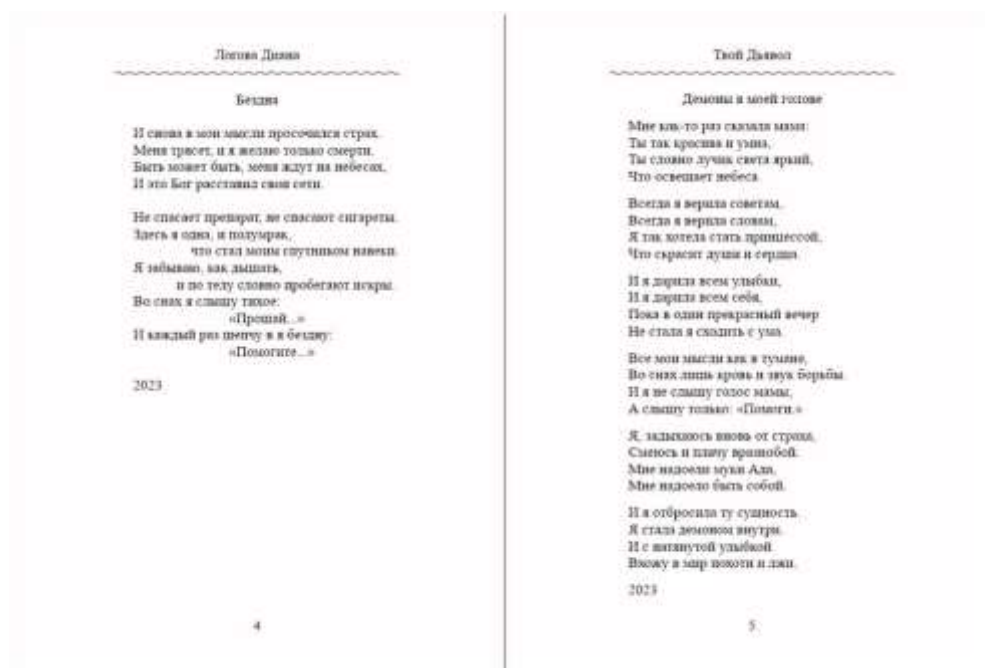 Логова Диана
Бездна
И снова в мои мысли просочился страх.
Меня трясет, и я желаю только смерти.
Быть может быть, меня ждут на небесах,
И это Бог расставил свои сети.
Не спасает препарат, не спасают сигареты.
Здесь я одна, и полумрак,
что стал моим спутником навеки.
Я забываю, как дышать,
и по телу словно пробегают искры.
Во снах я слышу тихое:
«Прощай...»
И каждый раз шепчу я в бездну:
«Помогите...»
2023
4
Твой Дьявол
Демоны в моей голове
Мне как-то раз сказала мама:
Ты так красива и умна,
Ты словно лучик света яркий,
Что освещает небеса.
Всегда я верила советам,
Всегда я верила словам,
Я так хотела стать принцессой,
Что скрасит души и сердца.
И я дарила всем улыбки,
И я дарила всем себя,
Пока в один прекрасный вечер
Не стала я сходить с ума.
Все мои мысли как в тумане,
Во снах лишь кровь и звук борьбы.
И я не слышу голос мамы,
А слышу только: «Помоги.»
Я, задыхаюсь вновь от страха,
Смеюсь и плачу вразнобой.
Мне надоели муки Ада,
Мне надоело быть собой.
И я отбросила ту сущность.
Я стала демоном внутри.
И с натянутой улыбкой
Вхожу в мир похоти и лжи.
2023
5